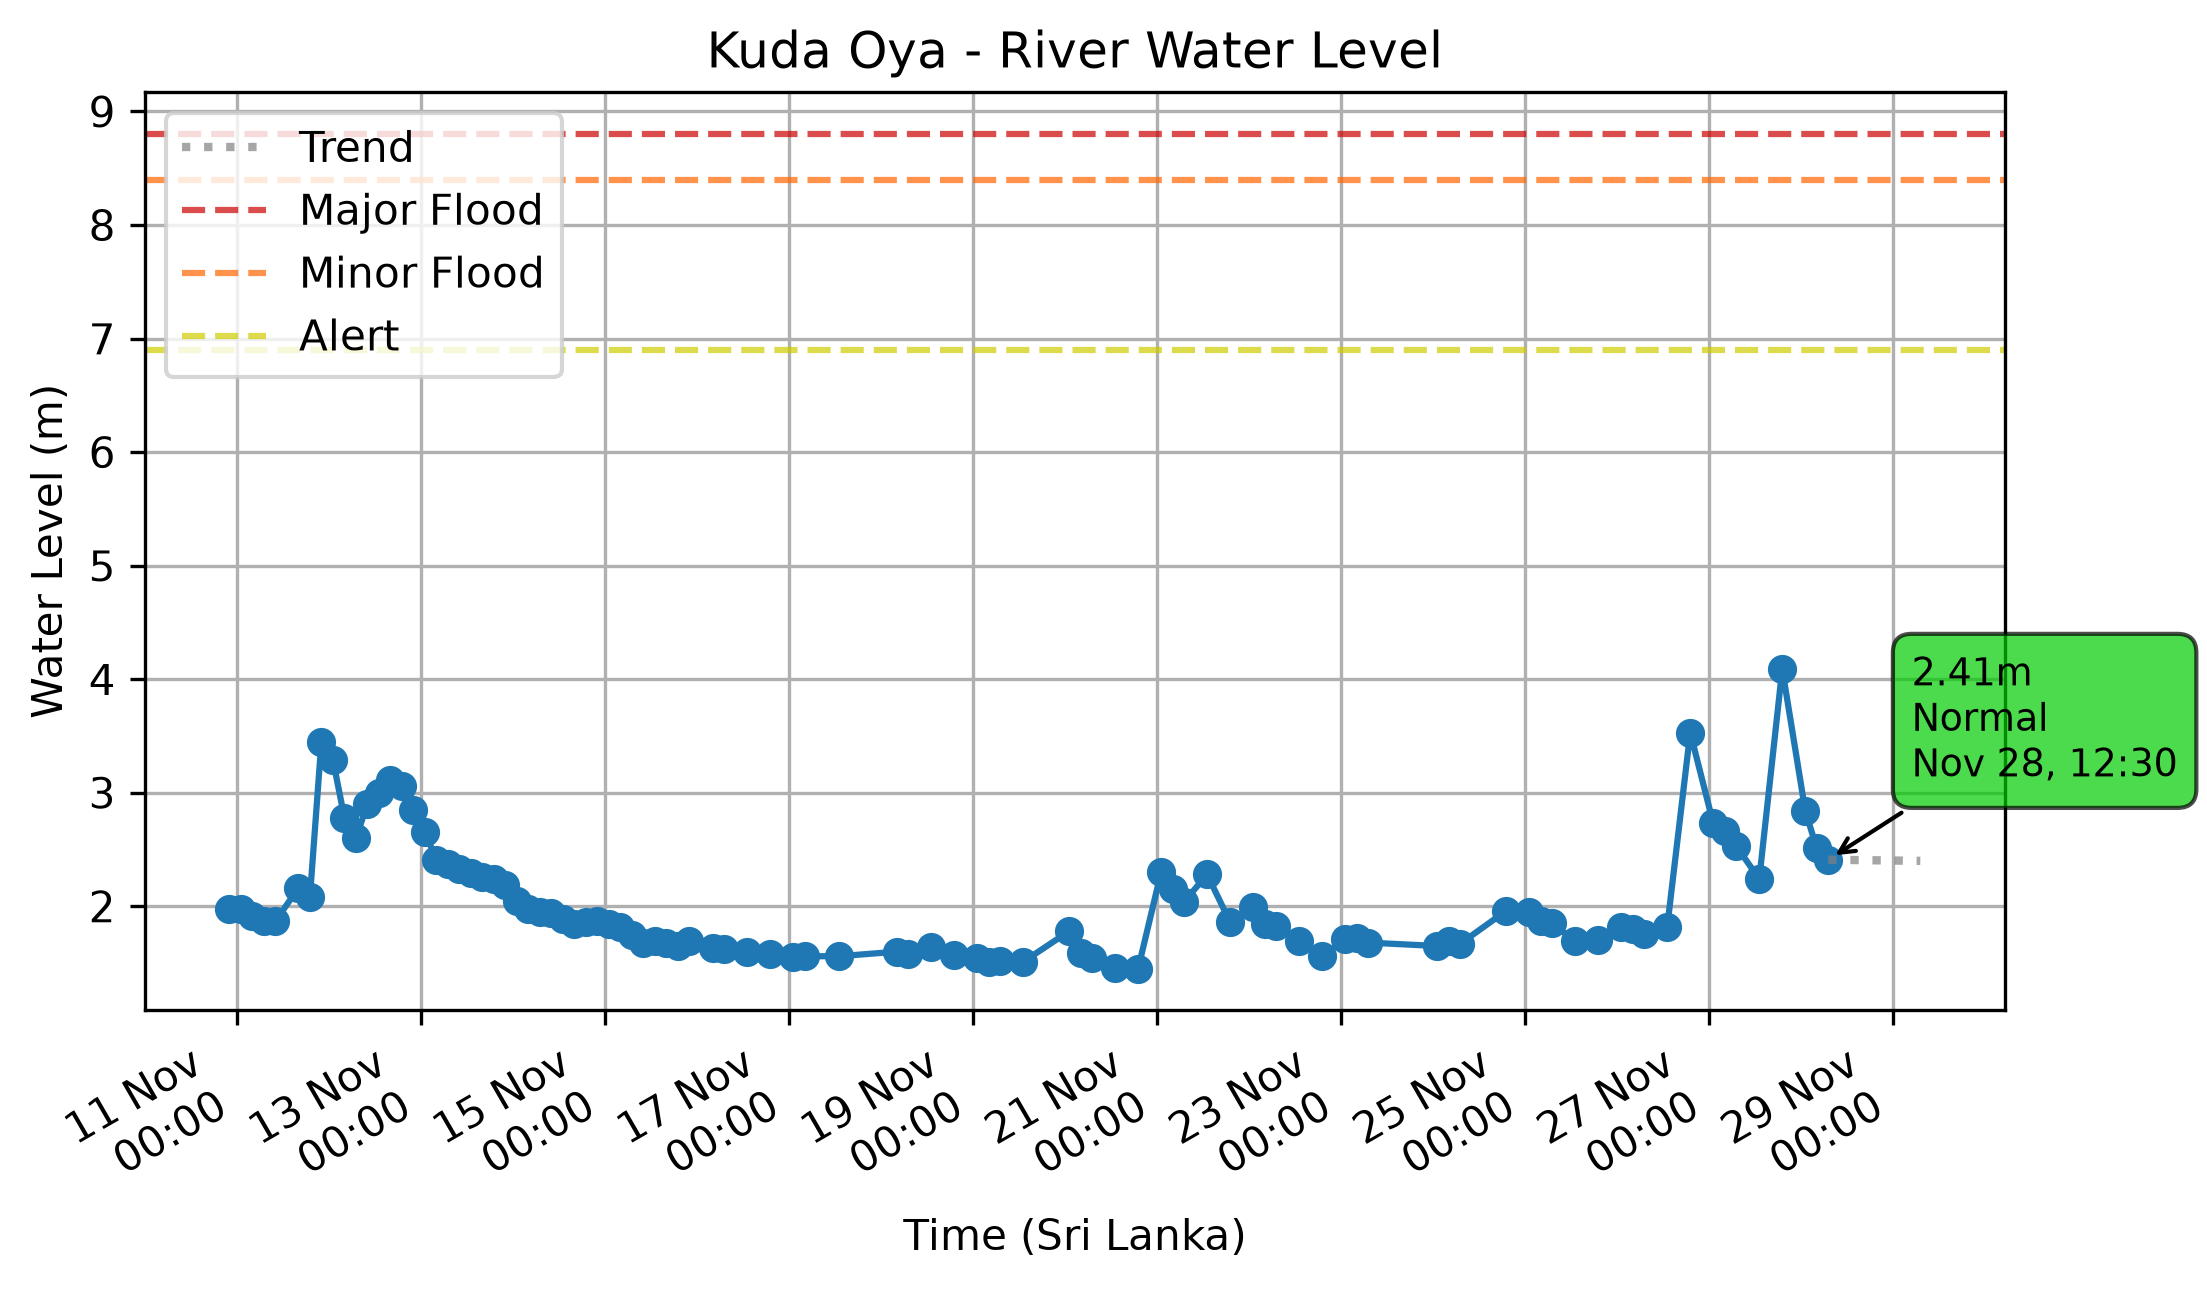 Kuda Oya - River Water Level
9
8
7
6
5
4
3
2
Water Level (m)
Trend
Major Flood
Minor Flood
Alert
2.41m
Normal
Nov 28, 12:30
11 Nov
00:00
13 Nov
00:00
15 Nov
00:00
17 Nov
00:00
19 Nov
00:00
21 Nov
00:00
23 Nov
00:00
25 Nov
00:00
27 Nov
00:00
29 Nov
00:00
Time (Sri Lanka)